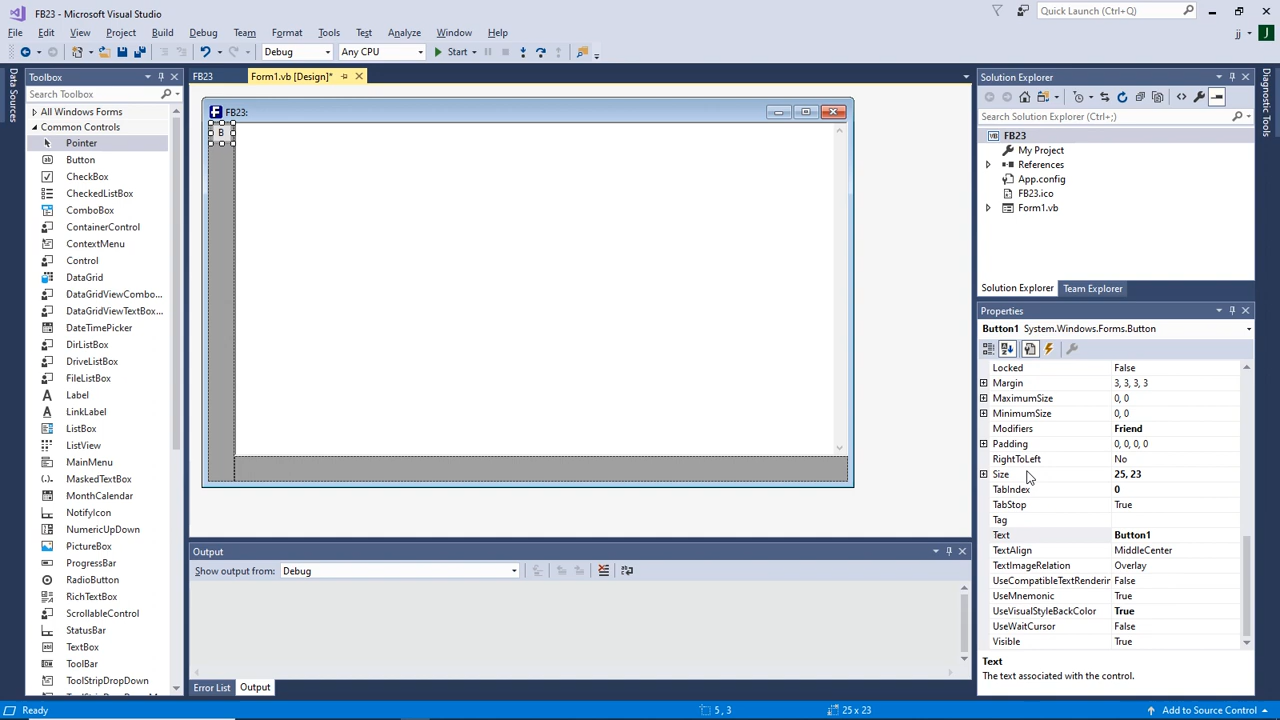 FB23 - Microsoft Visual Studio
Quick Launch (Ctrl+Q)
File Edit View Project Build Debug Team Format Tools Test Analyze Window Help
jj J
Debug Any CPU Start
Data Sources
Toolbox
Search Toolbox
All Windows Forms
Common Controls
Pointer
Button
CheckBox
CheckedListBox
ComboBox
ContainerControl
ContextMenu
Control
DataGrid
DataGridViewCombo...
DataGridViewTextBox...
DateTimePicker
DirListBox
DriveListBox
FileListBox
Label
LinkLabel
ListBox
ListView
MainMenu
MaskedTextBox
MonthCalendar
NotifyIcon
NumericUpDown
PictureBox
ProgressBar
RadioButton
RichTextBox
ScrollableControl
StatusBar
TextBox
ToolBar
ToolStripDropDown
FB23 Form1.vb [Design]*
FB23:
B
Output
Show output from: Debug
Error List Output
Solution Explorer
Search Solution Explorer (Ctrl+;)
FB23
My Project
References
App.config
FB23.ico
Form1.vb
Solution Explorer Team Explorer
Diagnostic Tools
Properties
Button1 System.Windows.Forms.Button
Locked False
Margin 3, 3, 3, 3
MaximumSize 0, 0
MinimumSize 0, 0
Modifiers Friend
Padding 0, 0, 0, 0
RightToLeft No
Size 25, 23
TabIndex 0
TabStop True
Tag
Text Button1
TextAlign MiddleCenter
TextImageRelation Overlay
UseCompatibleTextRenderin False
UseMnemonic True
UseVisualStyleBackColor True
UseWaitCursor False
Visible True
Text
The text associated with the control.
Ready 5 , 3 25 x 23 Add to Source Control